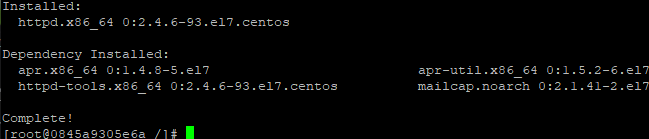 Installed:
httpd.x86_64 0:2.4.6-93.el7.centos
Dependency Installed:
apr.x86_64 0:1.4.8-5.el7 apr-util.x86_64 0:1.5.2-6.el7
httpd-tools.x86_64 0:2.4.6-93.el7.centos mailcap.noarch 0:2.1.41-2.el7
Complete!
[root@0845a9305e6a /]#